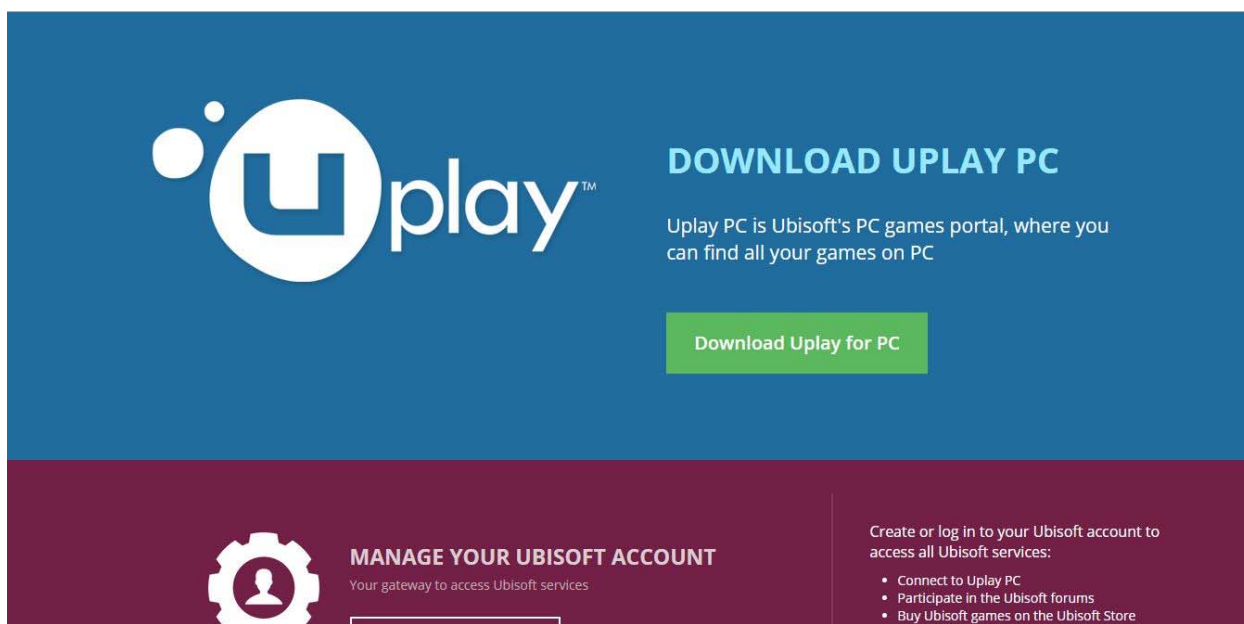 uplay™
DOWNLOAD UPLAY PC
Uplay PC is Ubisoft's PC games portal, where you
can find all your games on PC
Download Uplay for PC
MANAGE YOUR UBISOFT ACCOUNT
Your gateway to access Ubisoft services
Create or log in to your Ubisoft account to
access all Ubisoft services:
• Connect to Uplay PC
• Participate in the Ubisoft forums
• Buy Ubisoft games on the Ubisoft Store